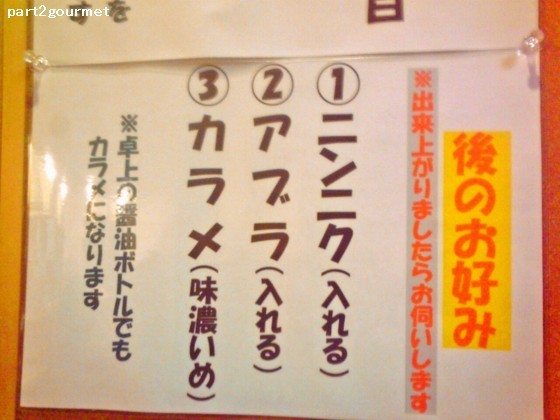 part2gourmet
を
日
後のお好み
※出来上がりましたらお伺いします
①ニンニク(入れる)
②アブラ(入れる)
③カラメ(味濃いめ)
※卓上の醤油ボトルでも
カラメになります